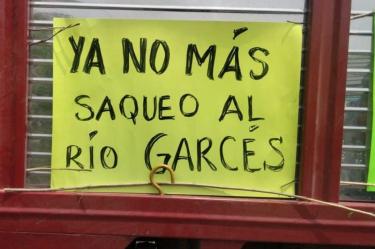 YA NO MÁS
SAQUEO AL
RÍO GARCÉS